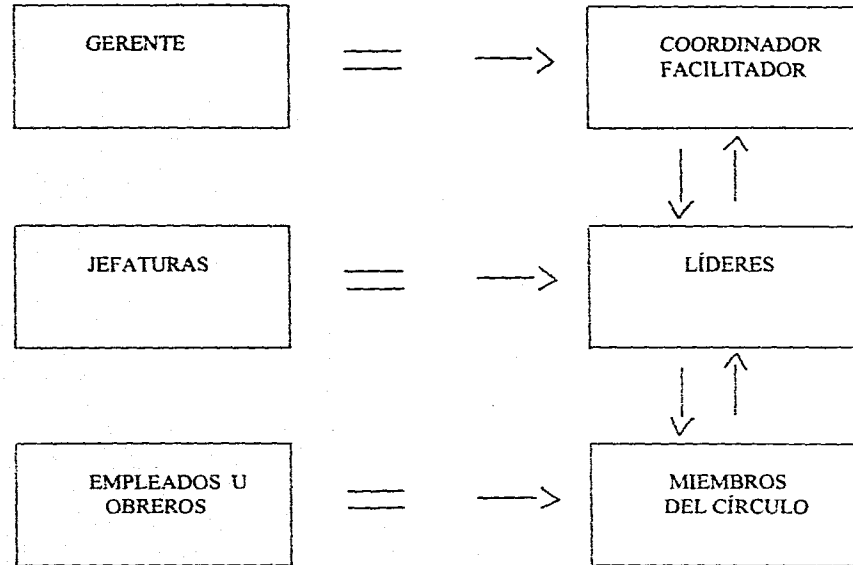 GERENTE
COORDINADOR
FACILITADOR
JEFATURAS
LÍDERES
EMPLEADOS U
OBREROS
MIEMBROS
DEL CÍRCULO